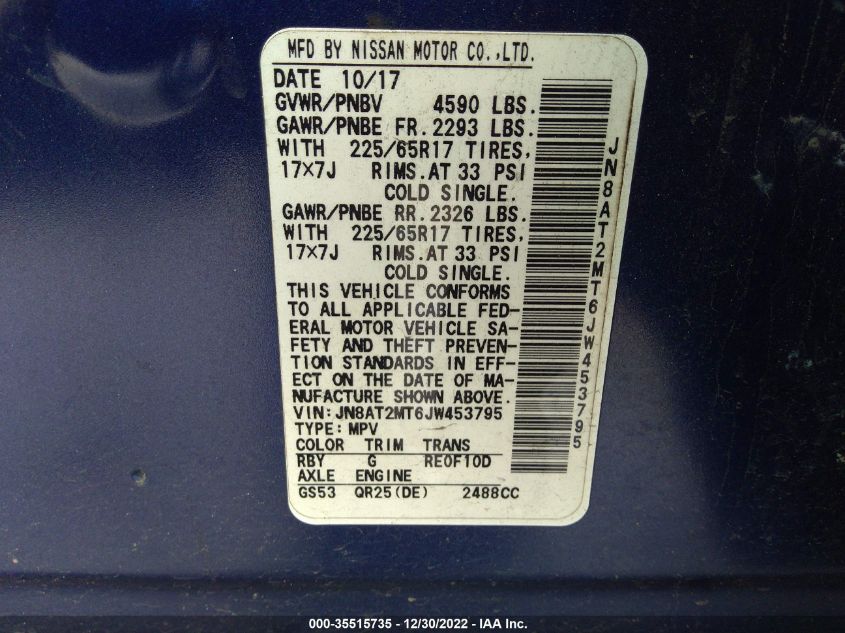 MFD BY NISSAN MOTOR CO.,LTD.
DATE 10/17
GVWR/PNBV 4590 LBS.
GAWR/PNBE FR.2293 LBS.
WITH 225/65R17 TIRES,
17×7J RIMS.AT 33 PSI
COLD SINGLE.
GAWR/PNBE RR.2326 LBS.
WITH 225/65R17 TIRES,
17×7J RIMS.AT 33 PSI
COLD SINGLE.
THIS VEHICLE CONFORMS
TO ALL APPLICABLE FED-
ERAL MOTOR VEHICLE SA-
FETY AND THEFT PREVEN-
TION STANDARDS IN EFF-
ECT ON THE DATE OF MA-
NUFACTURE SHOWN ABOVE.
VIN:JN8AT2MT6JW453795
TYPE:MPV
COLOR TRIM TRANS
RBY G RE0F10D
AXLE ENGINE
GS53 QR25(DE) 2488CC
JN8AT2MT6JW453795
000-35515735 - 12/30/2022 - IAA Inc.